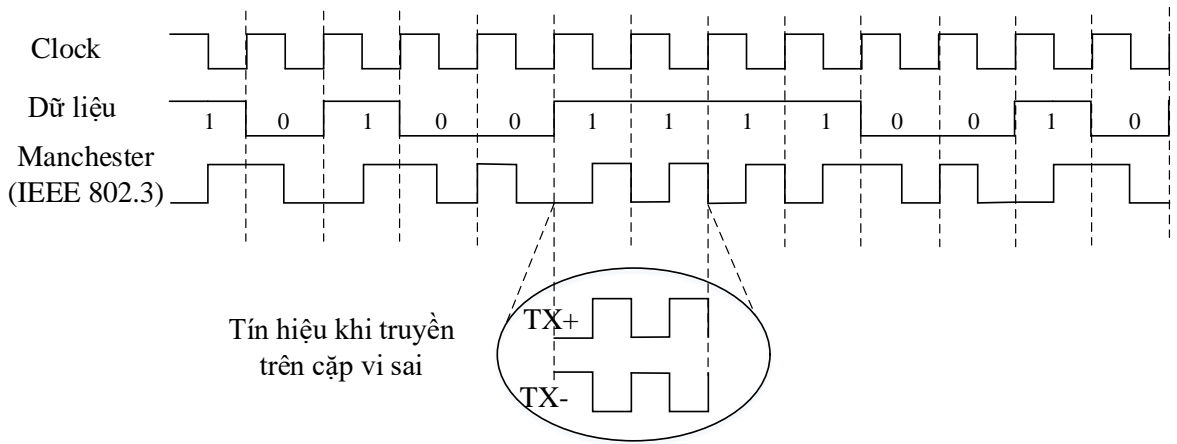 Clock
Dữ liệu
1 0 1 0 0 1 1 1 1 0 0 1 0
Manchester
(IEEE 802.3)
Tín hiệu khi truyền
trên cặp vi sai
TX+
TX-